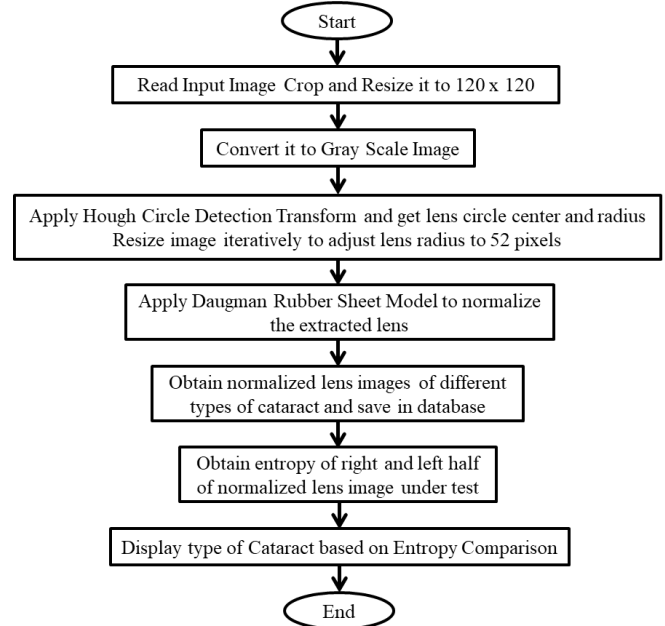 Start
Read Input Image Crop and Resize it to 120 x 120
Convert it to Gray Scale Image
Apply Hough Circle Detection Transform and get lens circle center and radius
Resize image iteratively to adjust lens radius to 52 pixels
Apply Daugman Rubber Sheet Model to normalize
the extracted lens
Obtain normalized lens images of different
types of cataract and save in database
Obtain entropy of right and left half
of normalized lens image under test
Display type of Cataract based on Entropy Comparison
End